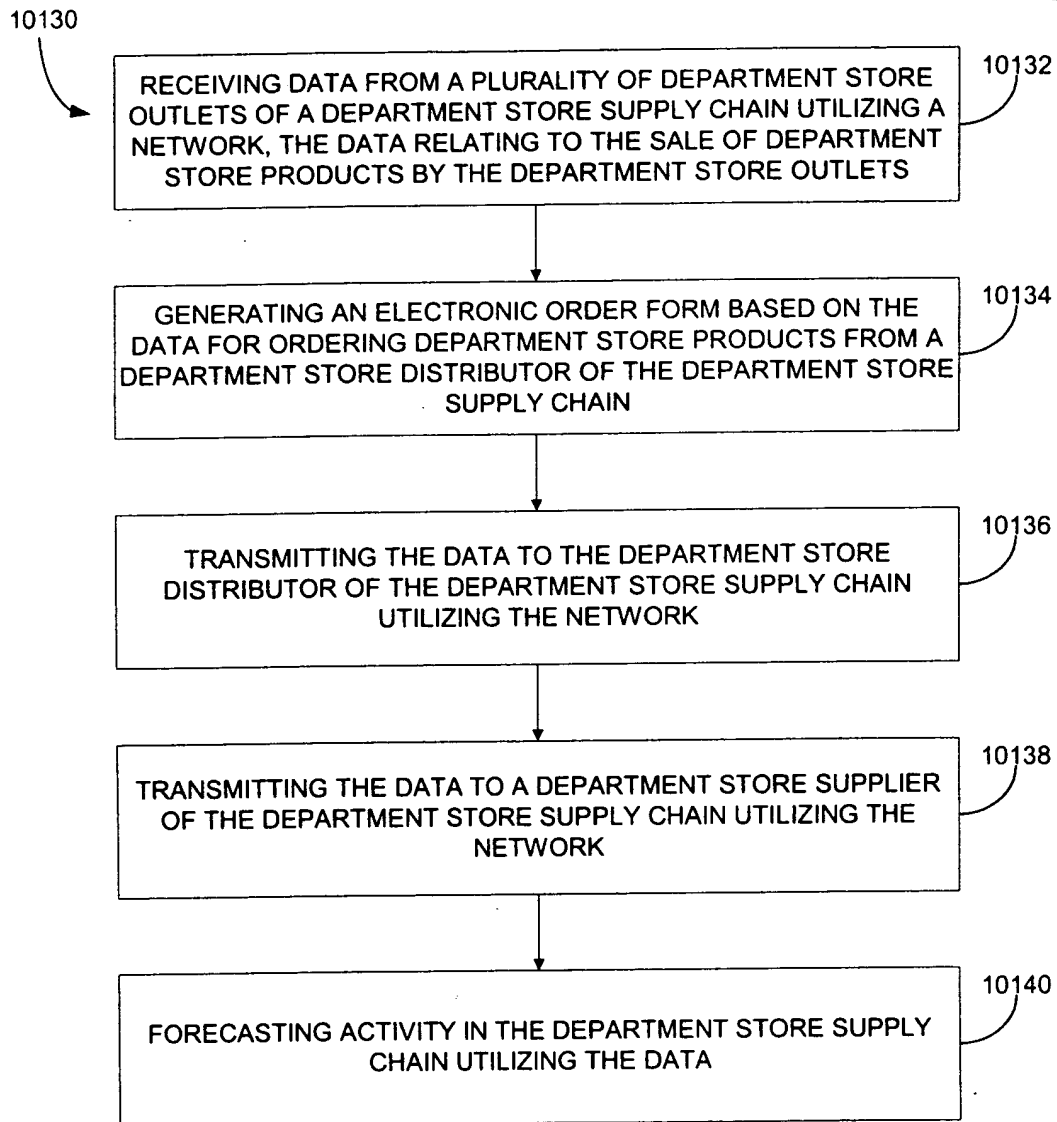 10130
RECEIVING DATA FROM A PLURALITY OF DEPARTMENT STORE
OUTLETS OF A DEPARTMENT STORE SUPPLY CHAIN UTILIZING A
NETWORK, THE DATA RELATING TO THE SALE OF DEPARTMENT
STORE PRODUCTS BY THE DEPARTMENT STORE OUTLETS
10132
GENERATING AN ELECTRONIC ORDER FORM BASED ON THE
DATA FOR ORDERING DEPARTMENT STORE PRODUCTS FROM A
DEPARTMENT STORE DISTRIBUTOR OF THE DEPARTMENT STORE
SUPPLY CHAIN
10134
TRANSMITTING THE DATA TO THE DEPARTMENT STORE
DISTRIBUTOR OF THE DEPARTMENT STORE SUPPLY CHAIN
UTILIZING THE NETWORK
10136
TRANSMITTING THE DATA TO A DEPARTMENT STORE SUPPLIER
OF THE DEPARTMENT STORE SUPPLY CHAIN UTILIZING THE
NETWORK
10138
FORECASTING ACTIVITY IN THE DEPARTMENT STORE SUPPLY
CHAIN UTILIZING THE DATA
10140